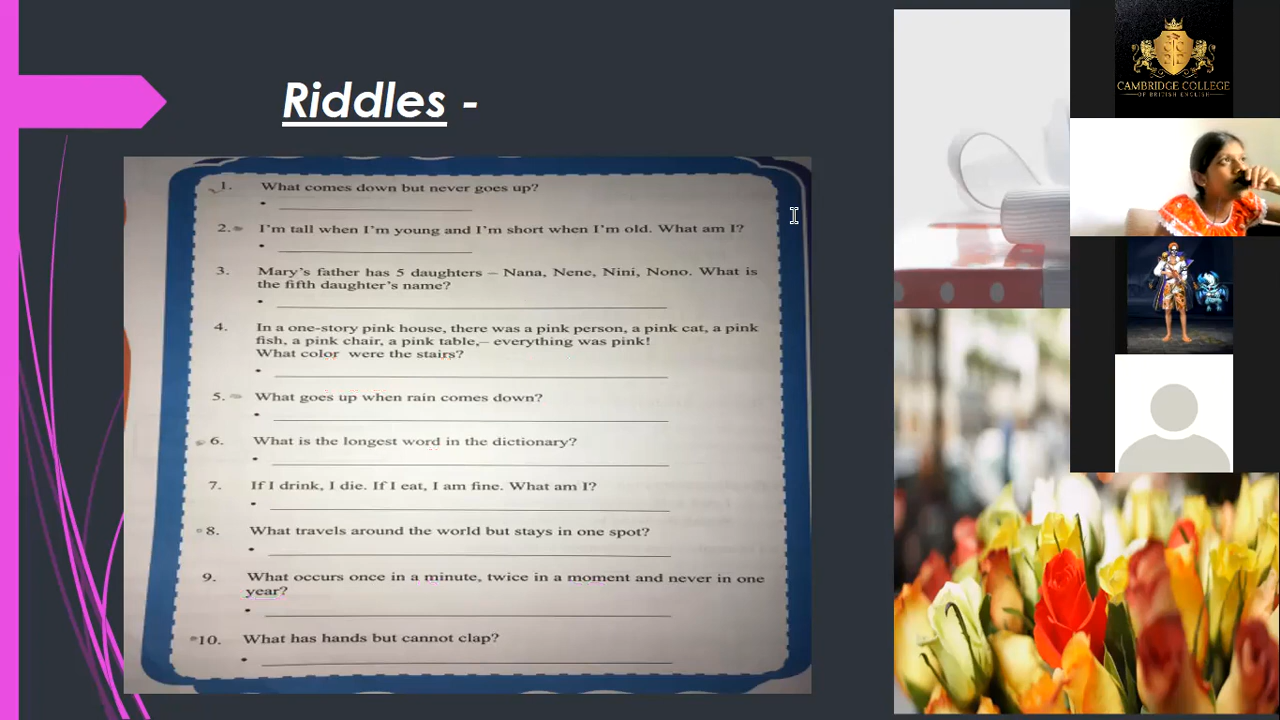 Riddles -
1. What comes down but never goes up?
2. I'm tall when I'm young and I'm short when I'm old. What am I?
3. Mary's father has 5 daughters – Nana, Nene, Nini, Nono. What is
the fifth daughter's name?
4. In a one-story pink house, there was a pink person, a pink cat, a pink
fish, a pink chair, a pink table,– everything was pink!
What color were the stairs?
5. What goes up when rain comes down?
6. What is the longest word in the dictionary?
7. If I drink, I die. If I eat, I am fine. What am I?
8. What travels around the world but stays in one spot?
9. What occurs once in a minute, twice in a moment and never in one
year?
10. What has hands but cannot clap?
CAMBRIDGE COLLEGE
OF BRITISH ENGLISH